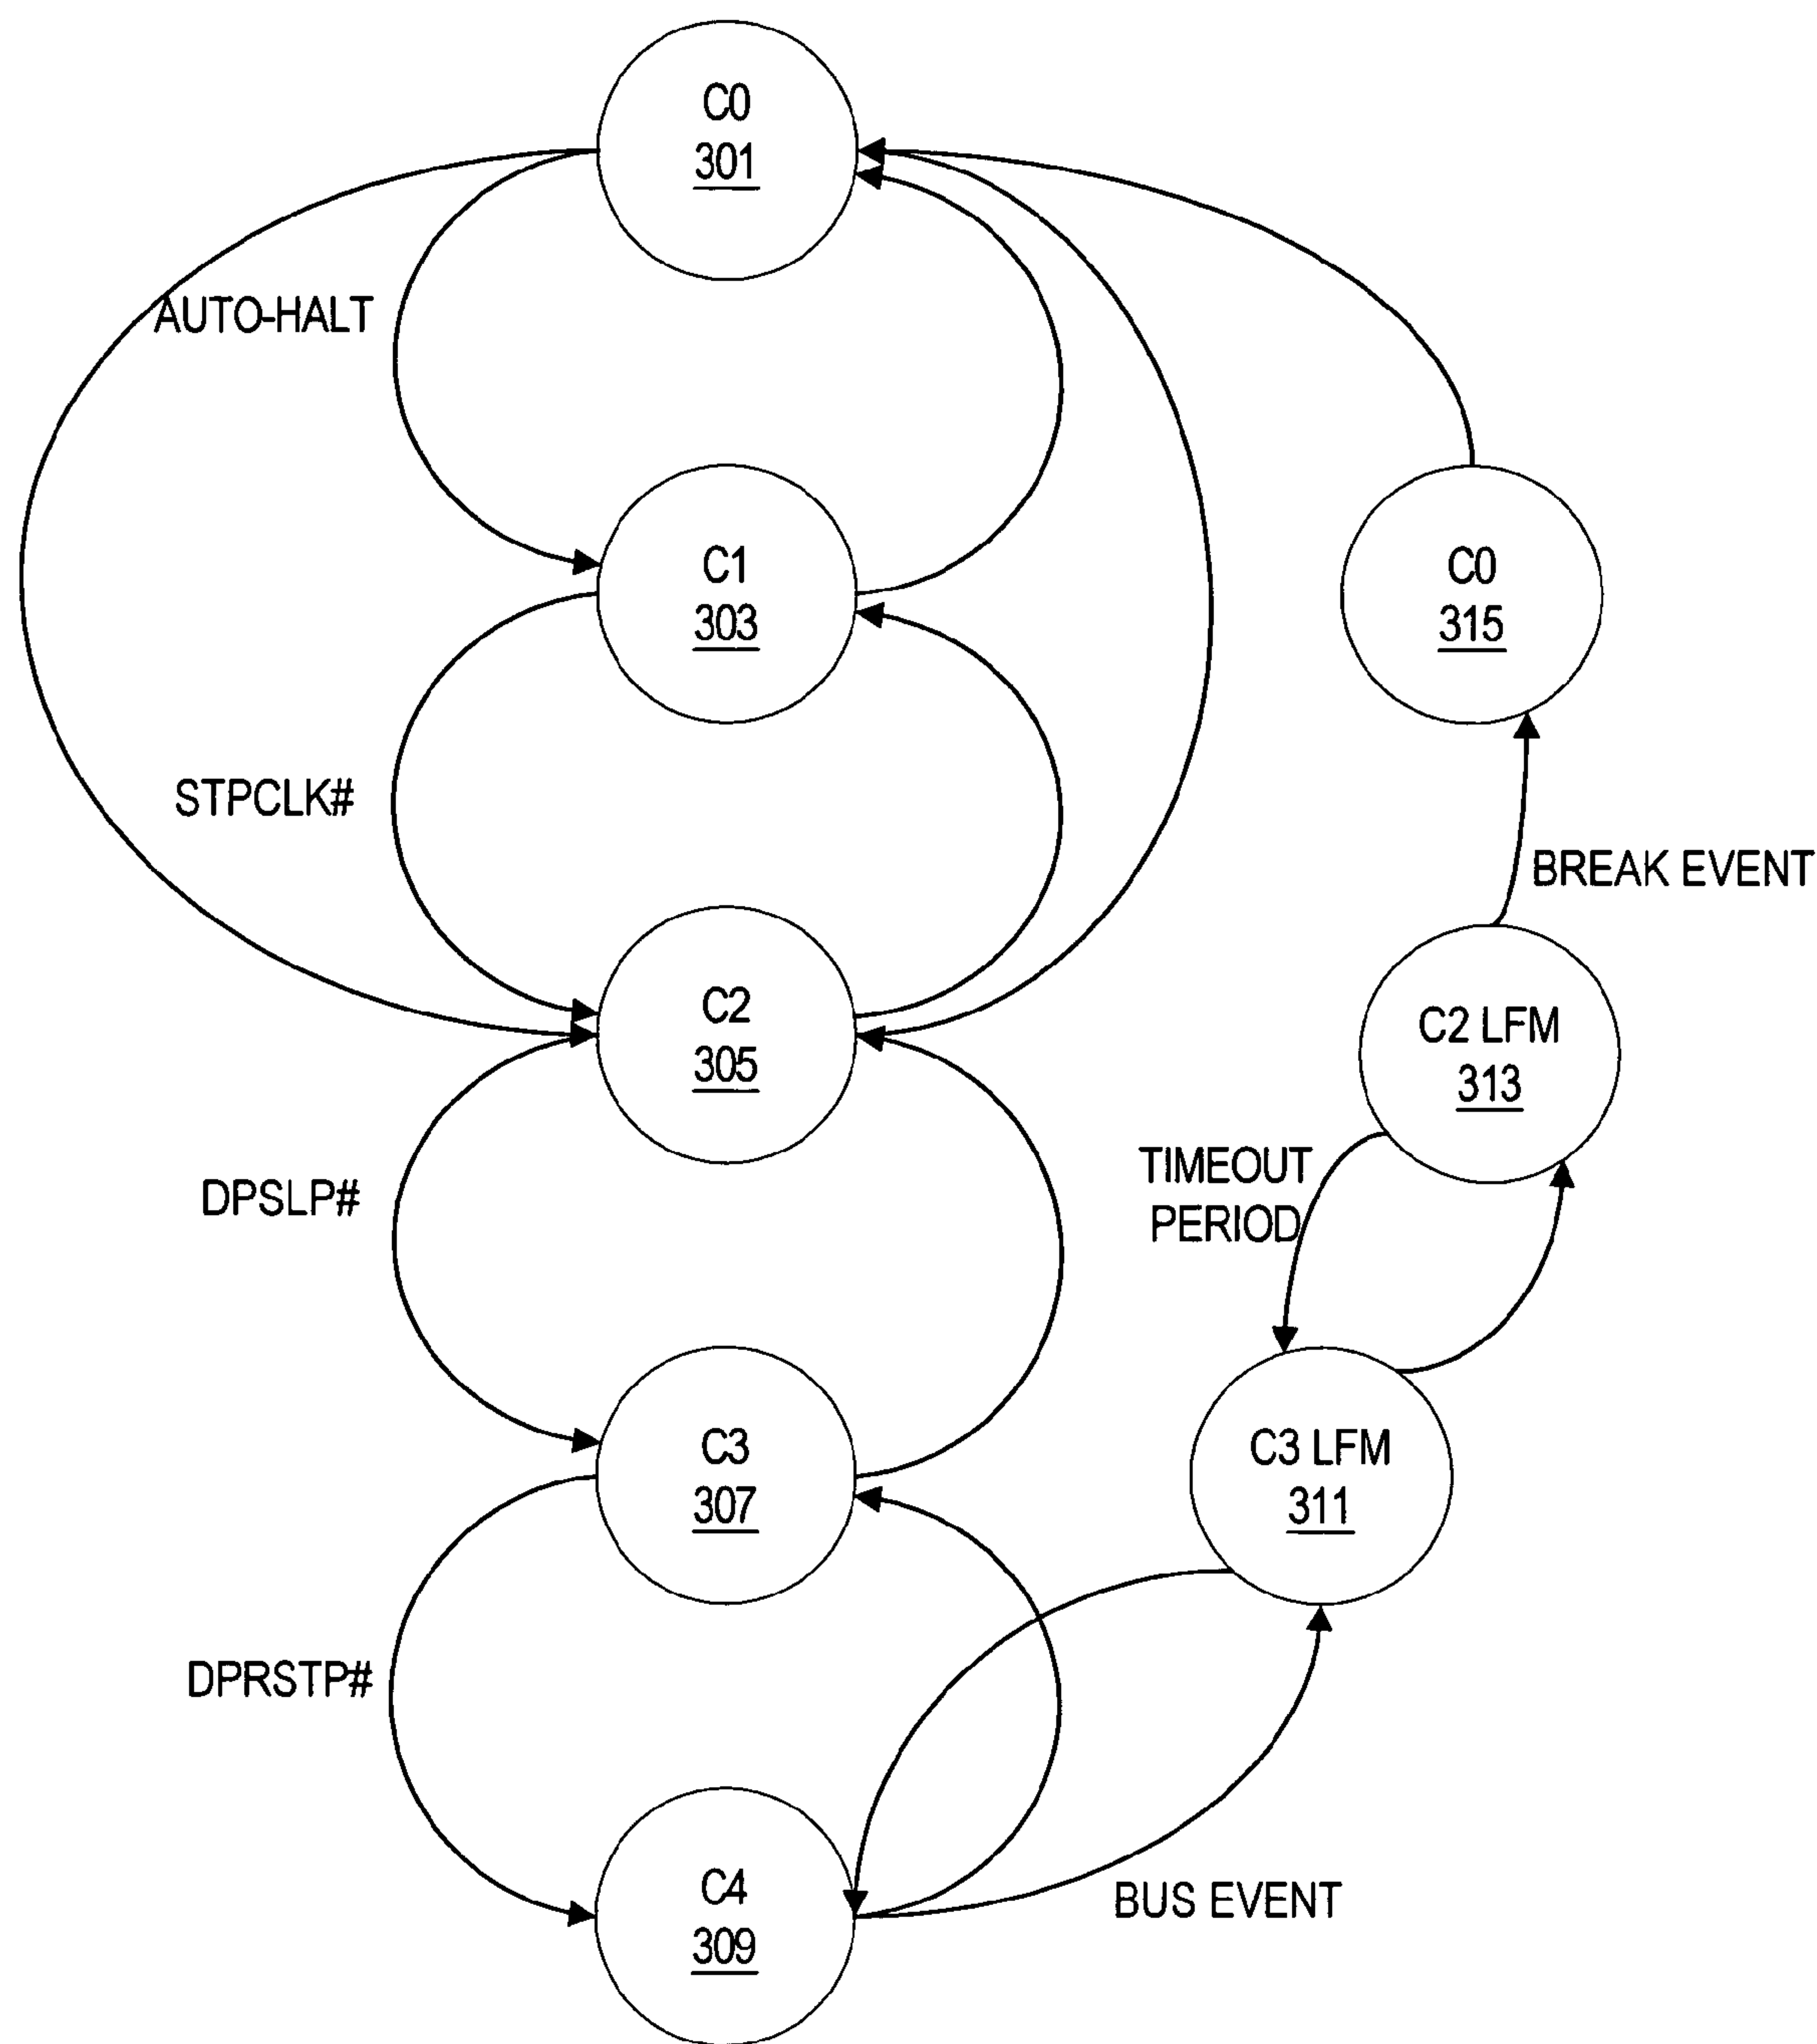 C0
301
AUTO-HALT
C1
303
C0
315
STPCLK#
BREAK EVENT
C2
305
C2 LFM
313
DPSLP#
TIMEOUT
PERIOD
C3
307
C3 LFM
311
DPRSTP#
C4
309
BUS EVENT